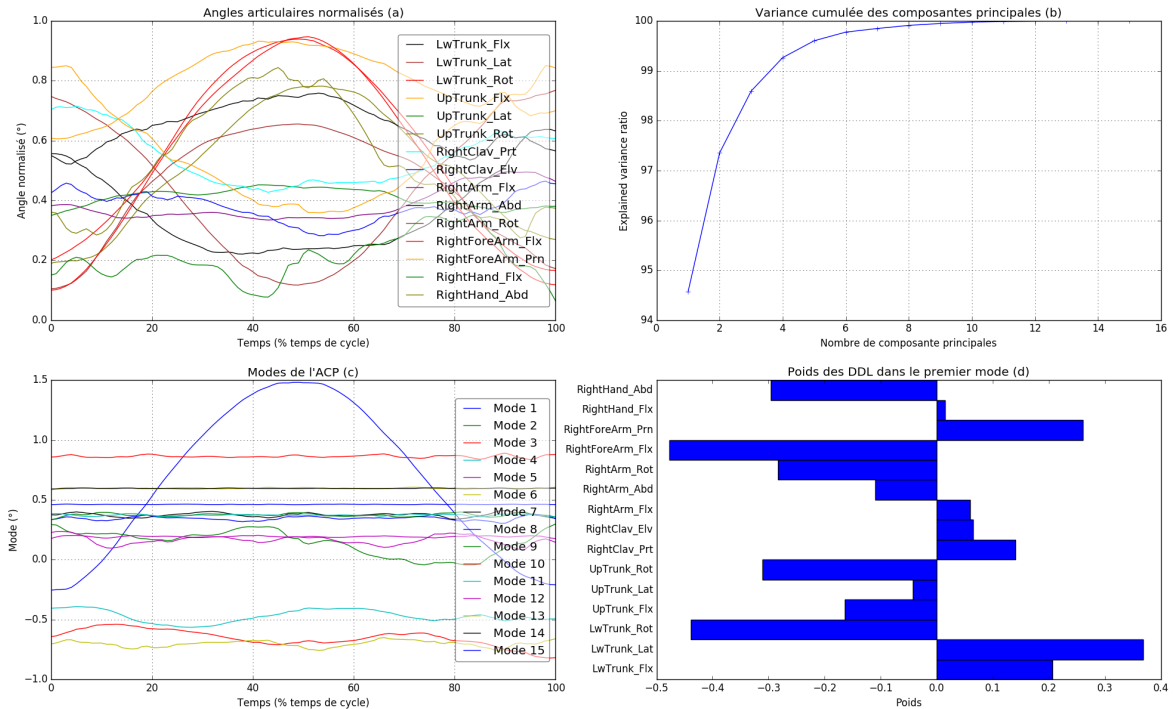 Angles articulaires normalisés (a)
Angle normalisé (°)
1.0
0.8
0.6
0.4
0.2
0.0
0
20
40
60
80
100
Temps (% temps de cycle)
LwTrunk_Flx
LwTrunk_Lat
LwTrunk_Rot
UpTrunk_Flx
UpTrunk_Lat
UpTrunk_Rot
RightClav_Prt
RightClav_Elv
RightArm_Flx
RightArm_Abd
RightArm_Rot
RightForeArm_Flx
RightForeArm_Prn
RightHand_Flx
RightHand_Abd
Variance cumulée des composantes principales (b)
Explained variance ratio
100
99
98
97
96
95
94
0
2
4
6
8
10
12
14
16
Nombre de composante principales
Modes de l'ACP (c)
Mode (°)
1.5
1.0
0.5
0.0
−0.5
−1.0
0
20
40
60
80
100
Temps (% temps de cycle)
Mode 1
Mode 2
Mode 3
Mode 4
Mode 5
Mode 6
Mode 7
Mode 8
Mode 9
Mode 10
Mode 11
Mode 12
Mode 13
Mode 14
Mode 15
Poids des DDL dans le premier mode (d)
RightHand_Abd
RightHand_Flx
RightForeArm_Prn
RightForeArm_Flx
RightArm_Rot
RightArm_Abd
RightArm_Flx
RightClav_Elv
RightClav_Prt
UpTrunk_Rot
UpTrunk_Lat
UpTrunk_Flx
LwTrunk_Rot
LwTrunk_Lat
LwTrunk_Flx
−0.5
−0.4
−0.3
−0.2
−0.1
0.0
0.1
0.2
0.3
0.4
Poids